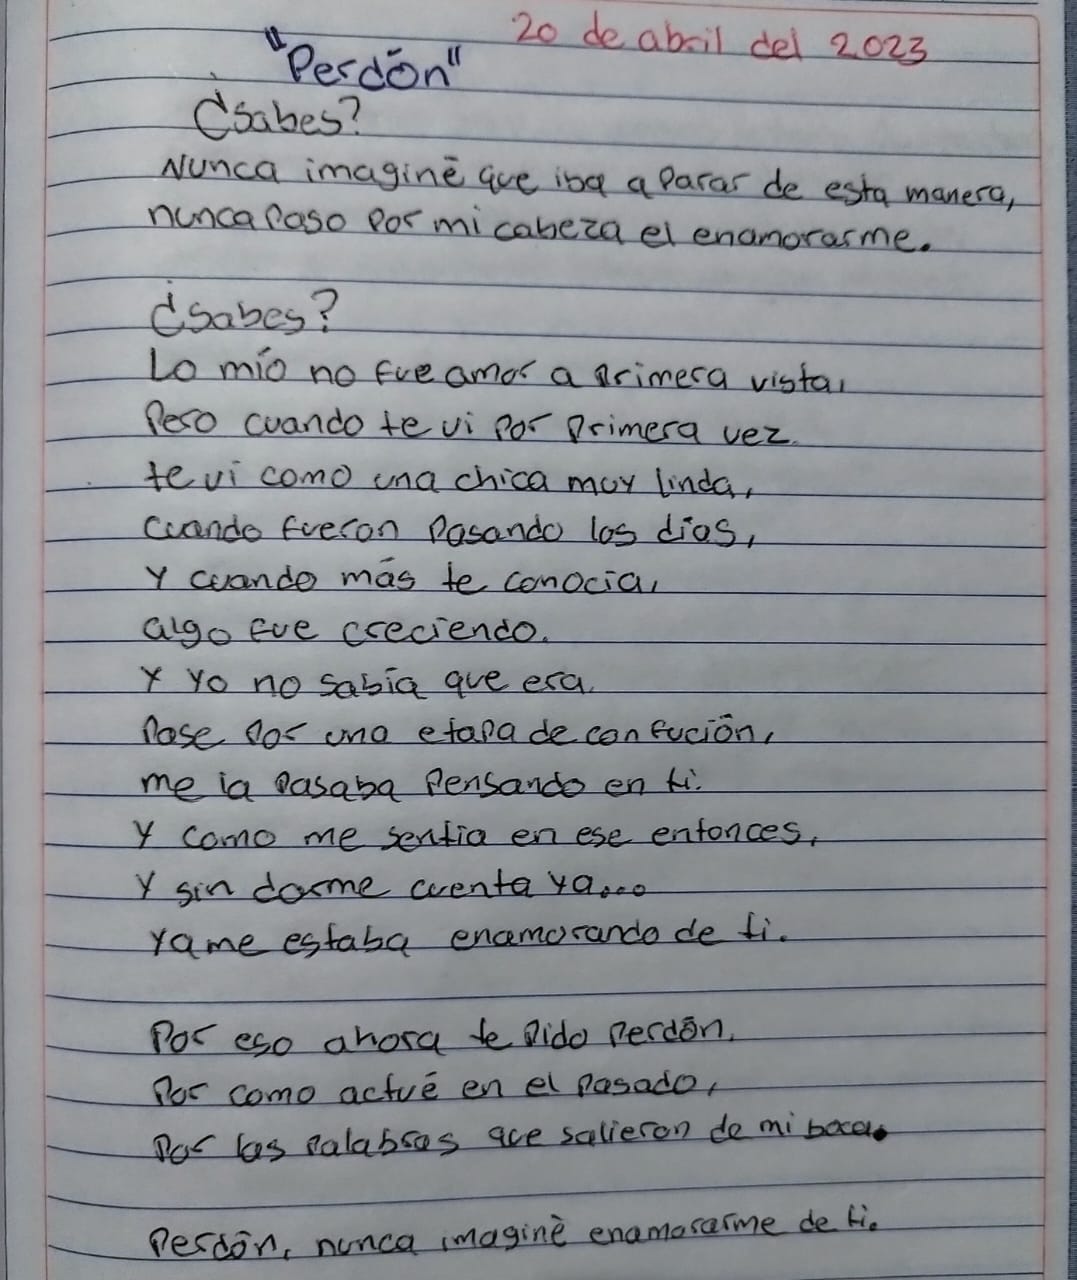 20 de abril del 2023
"Perdón"
¿Sabes?
Nunca imaginé que iba a parar de esta manera,
nunca paso por mi cabeza el enamorarme.
¿Sabes?
Lo mío no fue amor a primera vista,
Pero cuando te vi por primera vez.
te vi como una chica muy linda,
cuando fueron pasando los días,
y cuando más te conocia,
algo fue creciendo.
y yo no sabía que era.
Pase por una etapa de confución,
me la pasaba pensando en ti.
y como me sentia en ese entonces,
y sin darme cuenta ya...
ya me estaba enamorando de ti.
Por eso ahora te pido perdón.
Por como actué en el pasado,
Por las palabras que salieron de mi boca.
Perdón, nunca imaginé enamorarme de ti.